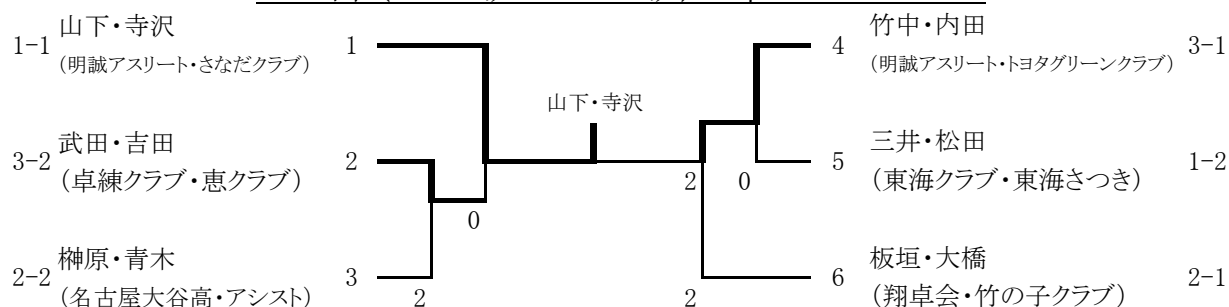 山下・寺沢
1-1
(明誠アスリート・さなだクラブ)
1
武田・吉田
3-2
(卓練クラブ・恵クラブ)
2
榊原・青木
2-2
(名古屋大谷高・アシスト)
3
2
0
山下・寺沢
2
0
2
竹中・内田
4
3-1
(明誠アスリート・トヨタグリーンクラブ)
三井・松田
5
1-2
(東海クラブ・東海さつき)
板垣・大橋
6
2-1
(翔卓会・竹の子クラブ)